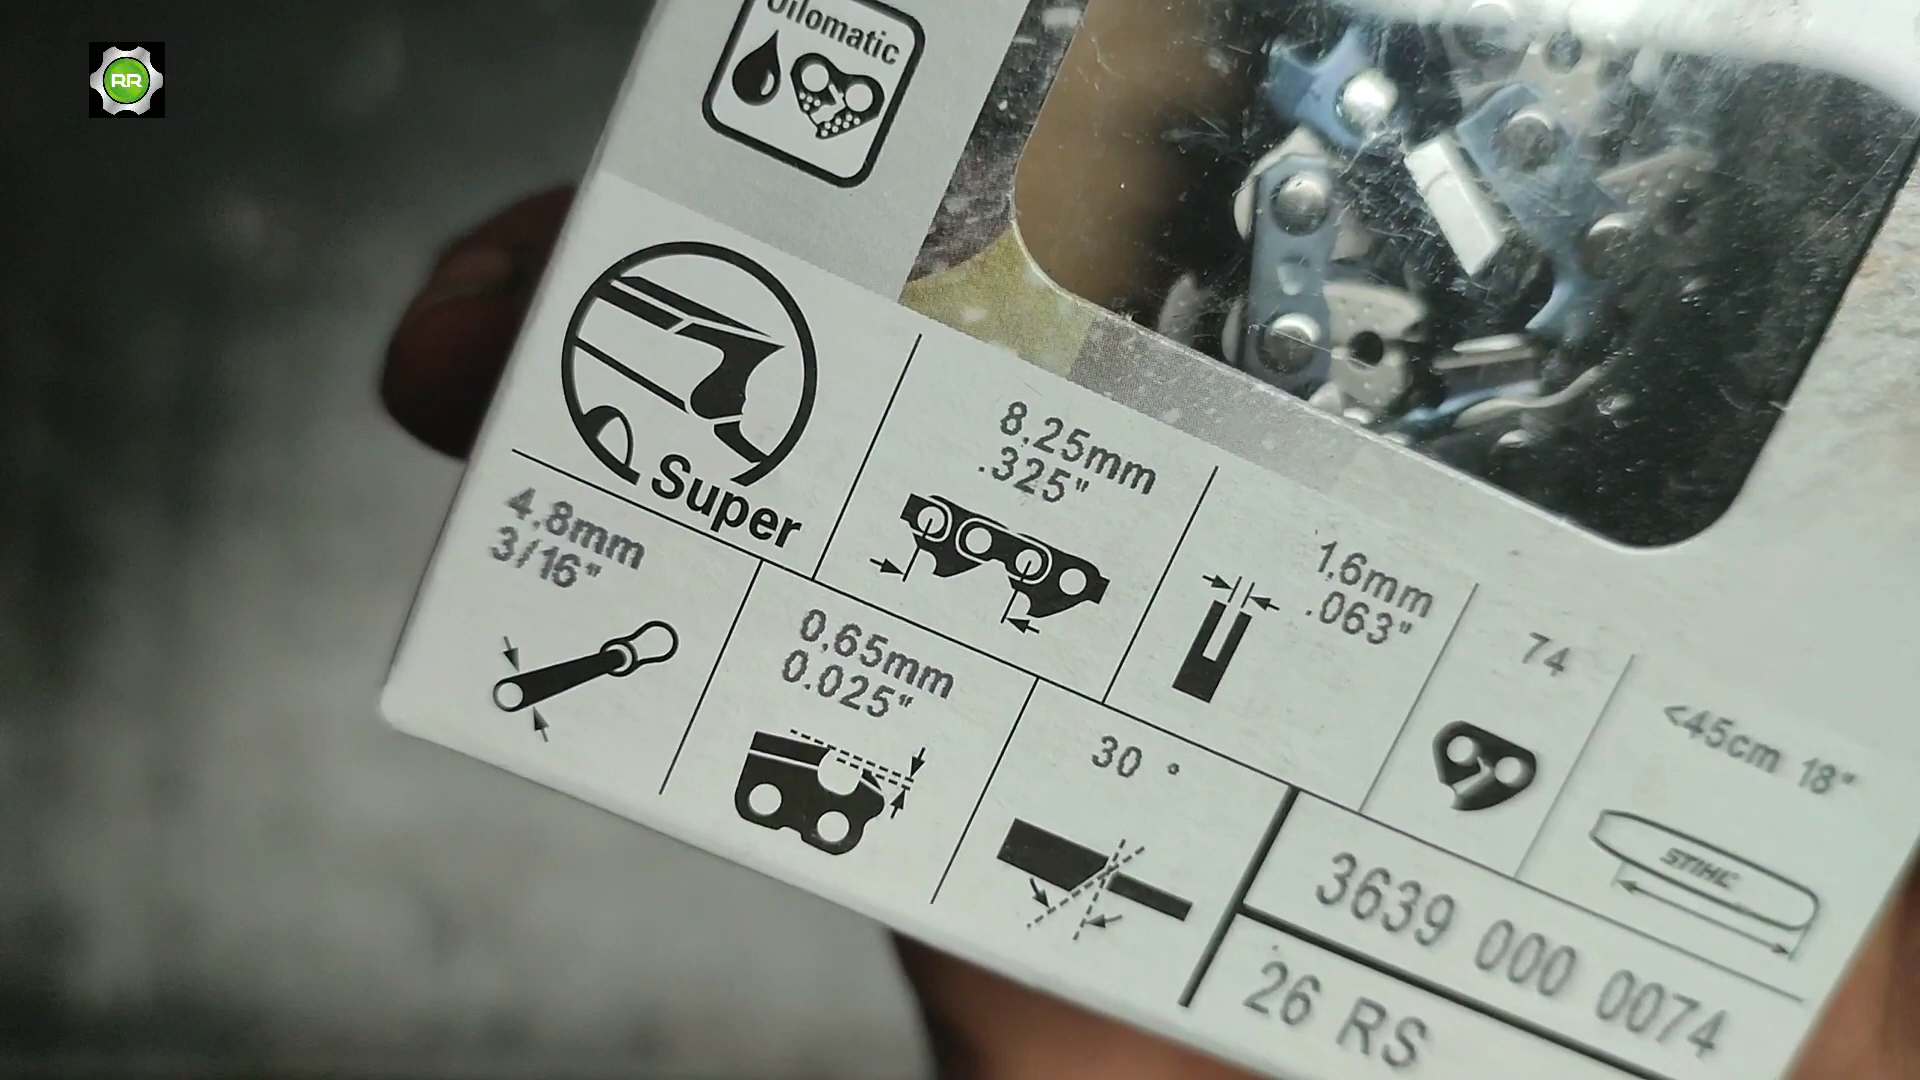 RR
Oilomatic
Super
8,25mm
.325"
1,6mm
.063"
74
<45cm 18"
STIHL
4,8mm
3/16"
0,65mm
0.025"
30 °
3639 000 0074
26 RS